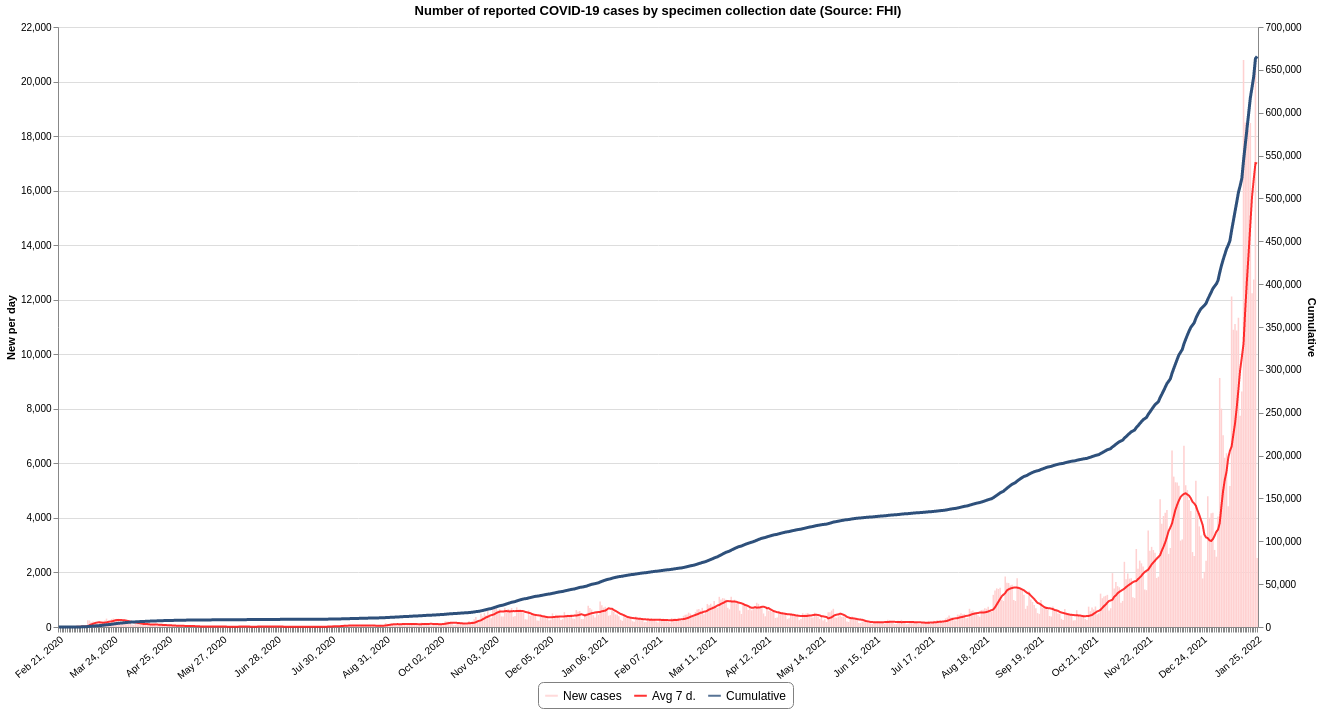 Number of reported COVID-19 cases by specimen collection date (Source: FHI)
22,000
20,000
18,000
16,000
14,000
12,000
10,000
8,000
6,000
4,000
2,000
0
New per day
700,000
650,000
600,000
550,000
500,000
450,000
400,000
350,000
300,000
250,000
200,000
150,000
100,000
50,000
0
Cumulative
Feb 21, 2020
Mar 24, 2020
Apr 25, 2020
May 27, 2020
Jun 28, 2020
Jul 30, 2020
Aug 31, 2020
Oct 02, 2020
Nov 03, 2020
Dec 05, 2020
Jan 06, 2021
Feb 07, 2021
Mar 11, 2021
Apr 12, 2021
May 14, 2021
Jun 15, 2021
Jul 17, 2021
Aug 18, 2021
Sep 19, 2021
Oct 21, 2021
Nov 22, 2021
Dec 24, 2021
Jan 25, 2022
New cases
Avg 7 d.
Cumulative